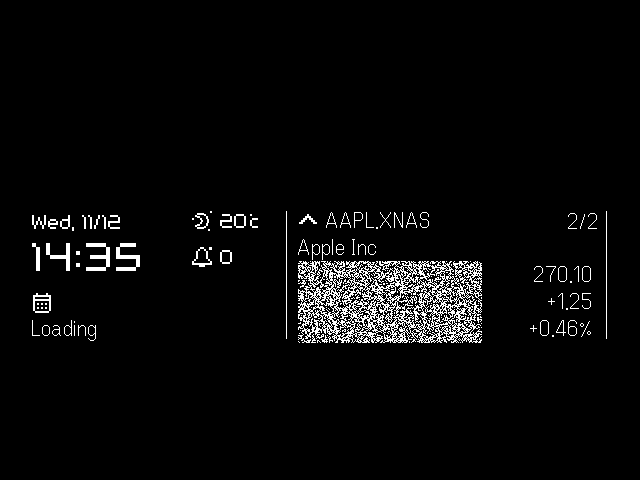 Wed, 11/12
20c
14:35
0
Loading
AAPL.XNAS
2/2
Apple Inc
270.10
+1.25
+0.46%